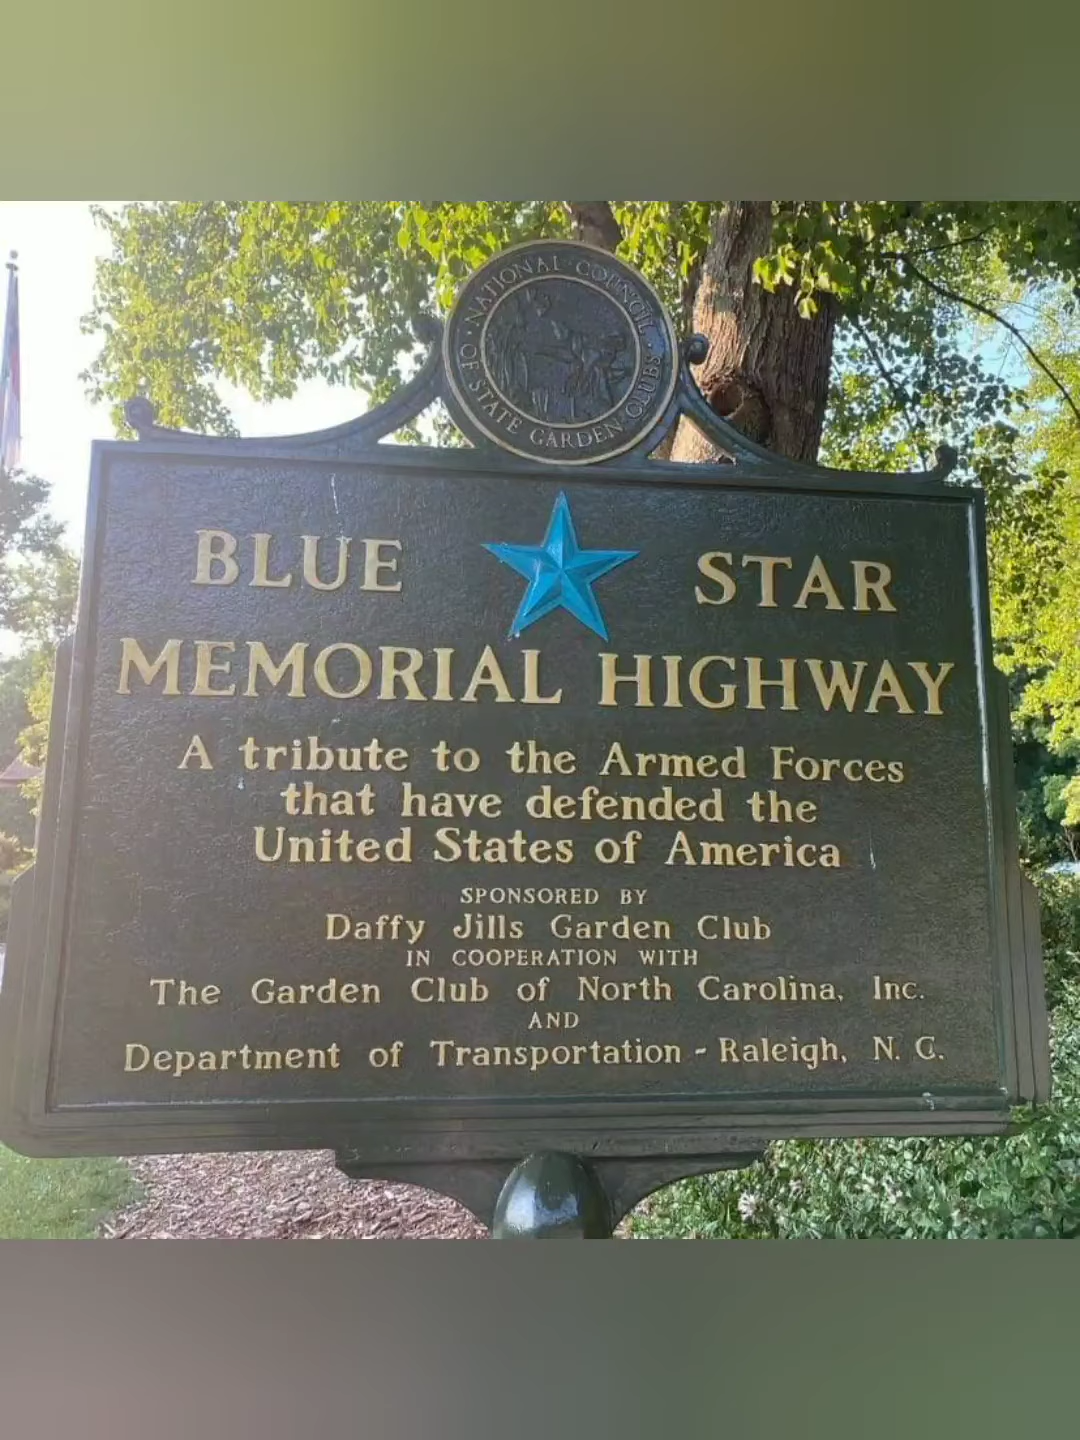 NATIONAL COUNCIL
OF STATE GARDEN CLUBS
BLUE STAR
MEMORIAL HIGHWAY
A tribute to the Armed Forces
that have defended the
United States of America
SPONSORED BY
Daffy Jills Garden Club
IN COOPERATION WITH
The Garden Club of North Carolina, Inc.
AND
Department of Transportation - Raleigh, N. C.